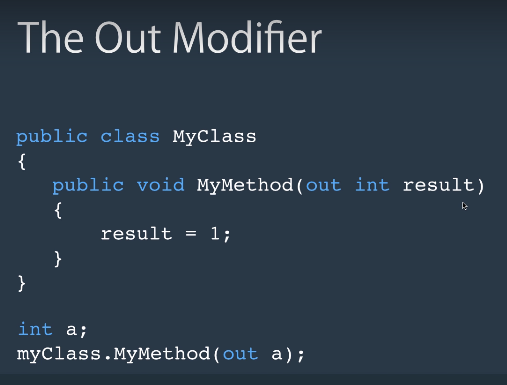 The Out Modifier
public class MyClass
{
public void MyMethod(out int result)
{
result = 1;
}
}
int a;
myClass.MyMethod(out a);